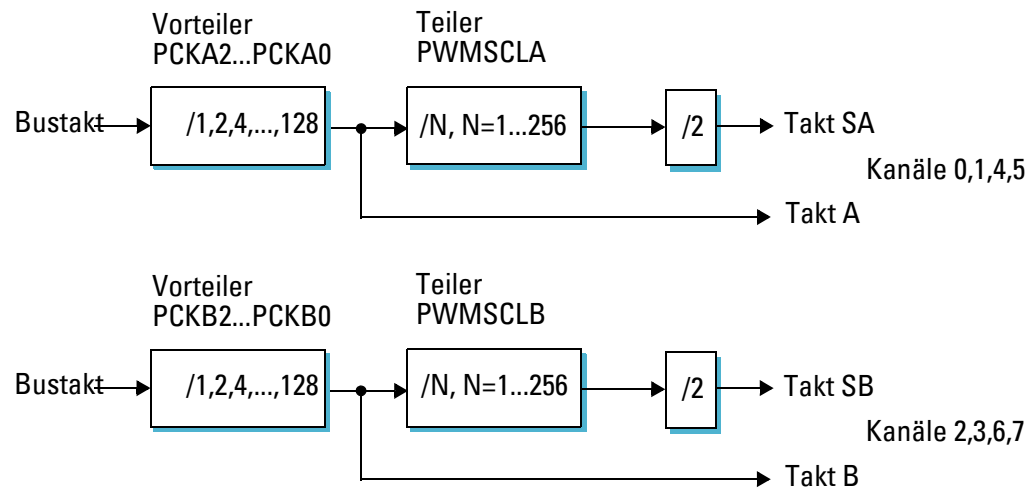 Vorteiler
PCKA2...PCKA0
Teiler
PWMSCLA
Bustakt
/1,2,4,...,128
/N, N=1...256
/2
Takt SA
Kanäle 0,1,4,5
Takt A
Vorteiler
PCKB2...PCKB0
Teiler
PWMSCLB
Bustakt
/1,2,4,...,128
/N, N=1...256
/2
Takt SB
Kanäle 2,3,6,7
Takt B